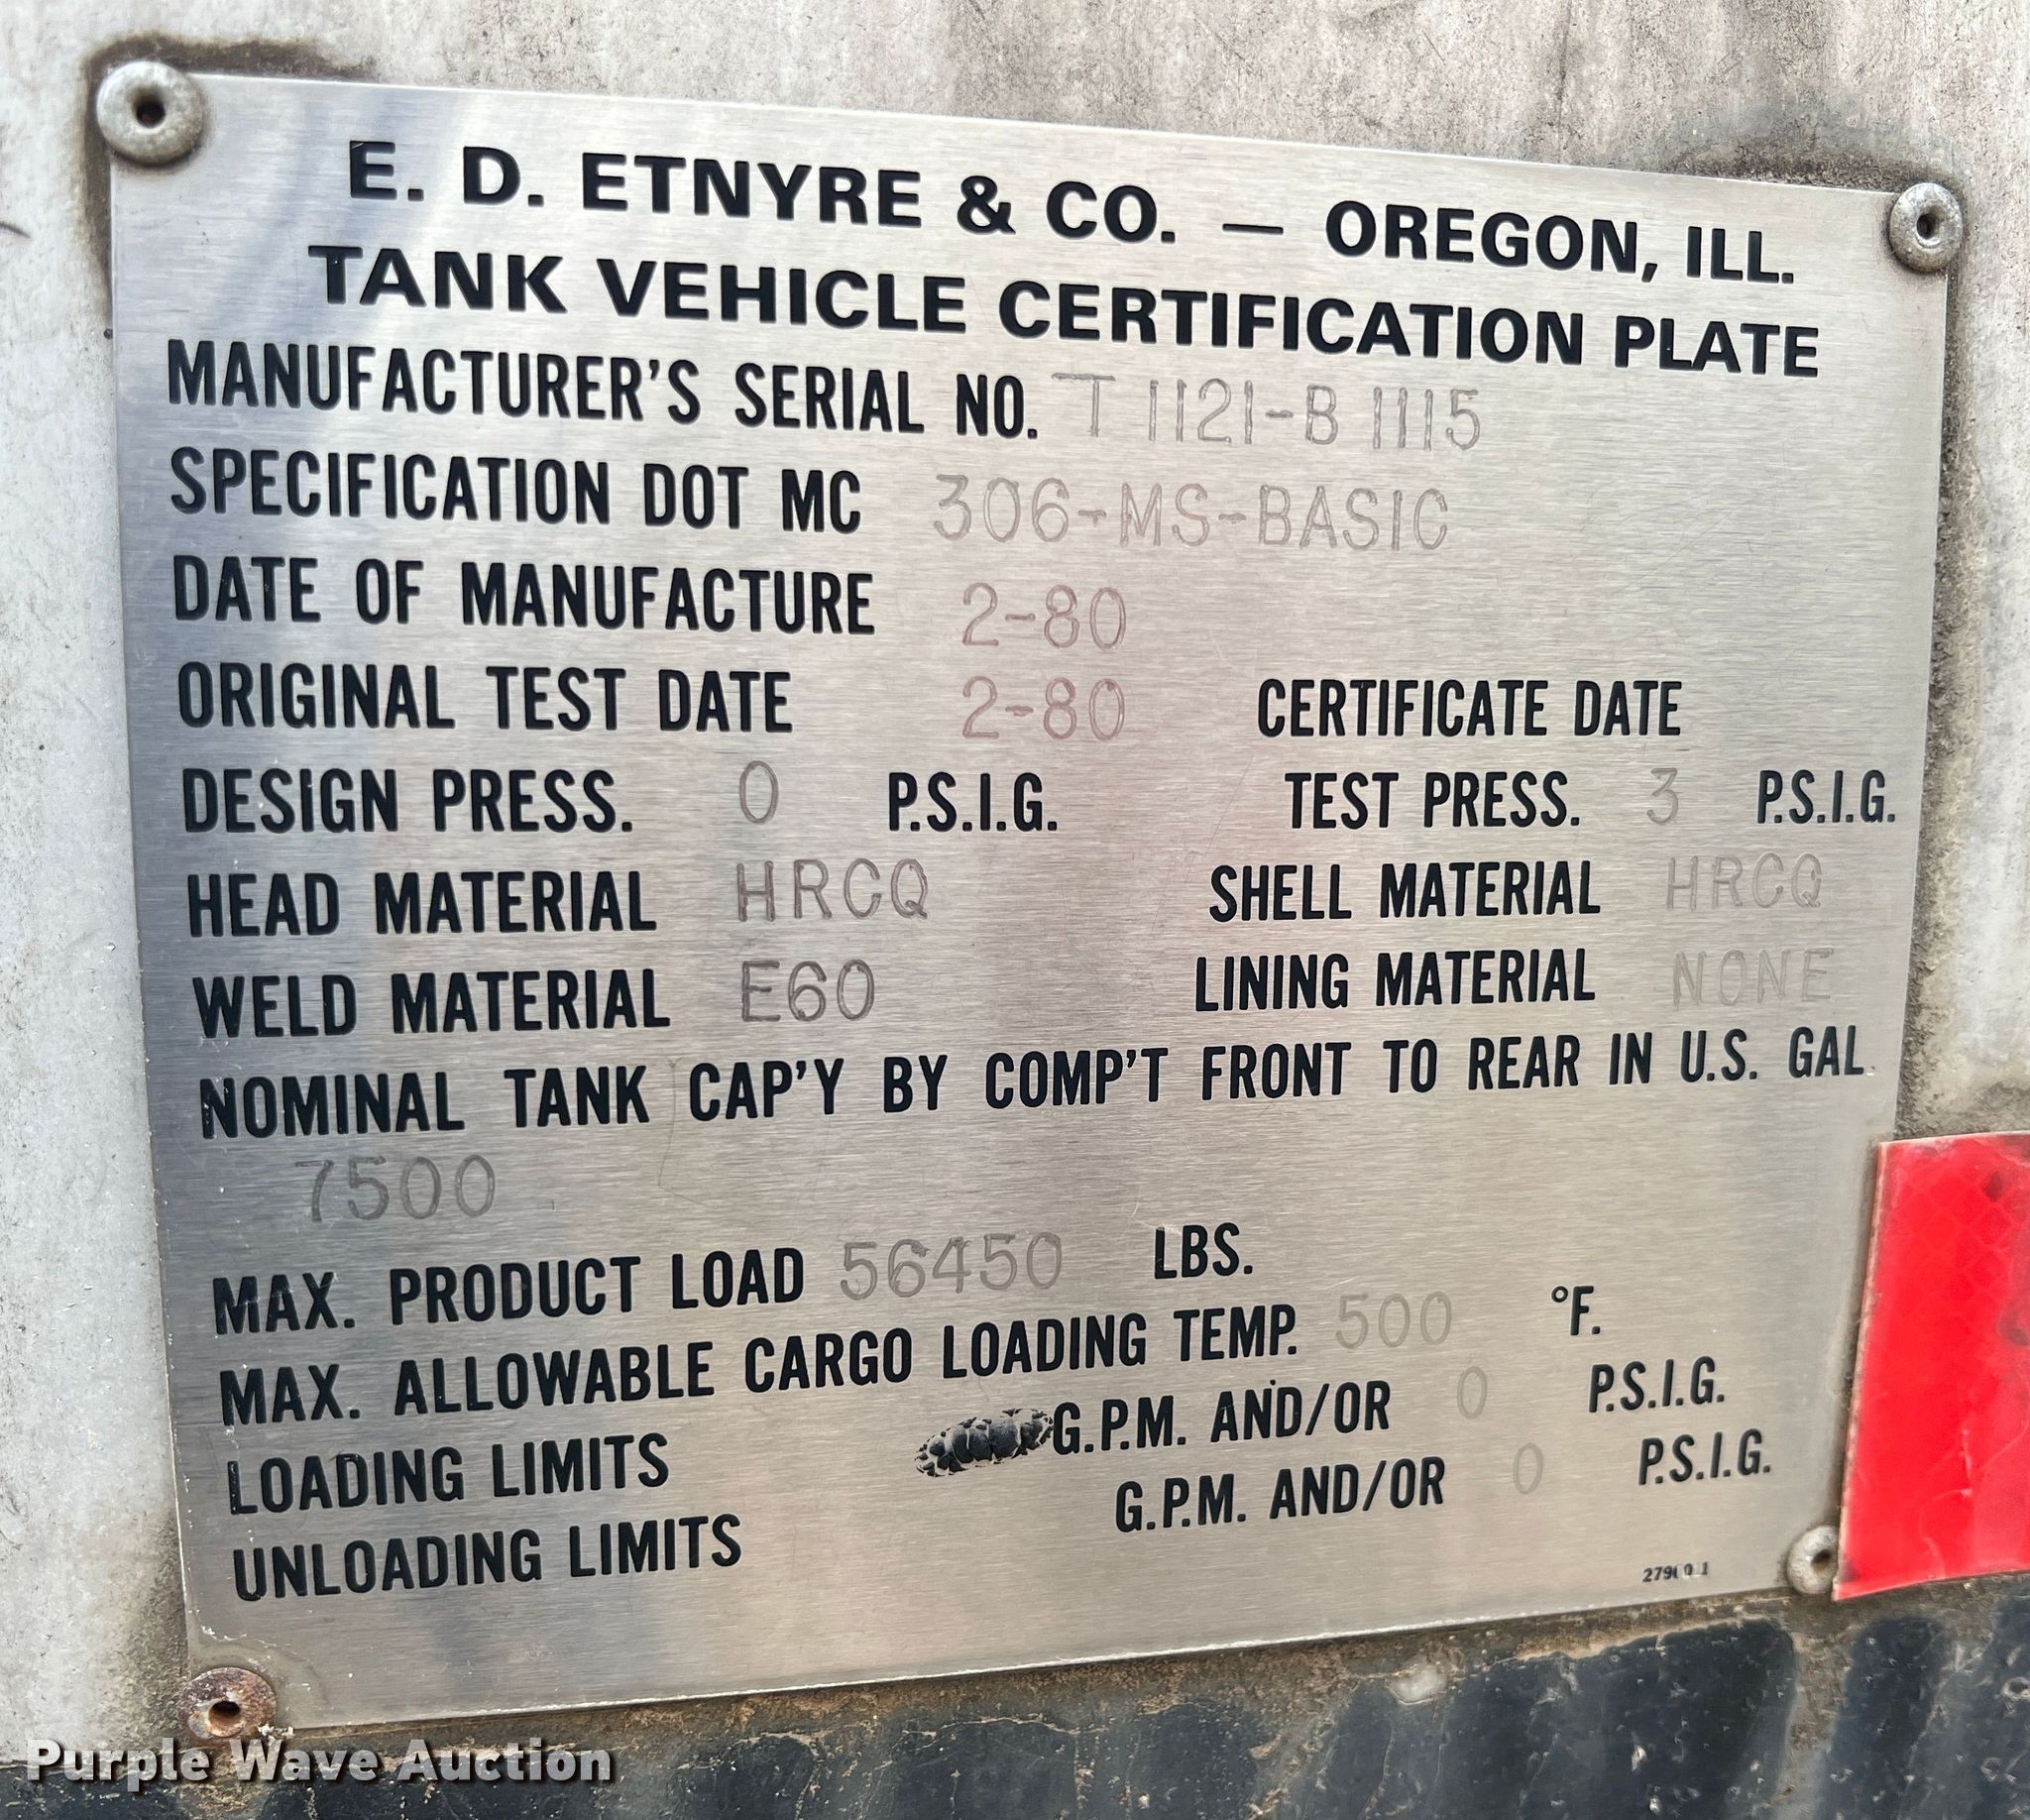 E. D. ETNYRE & CO. — OREGON, ILL.
TANK VEHICLE CERTIFICATION PLATE
MANUFACTURER'S SERIAL NO. T 1121-B 1115
SPECIFICATION DOT MC 306-MS-BASIC
DATE OF MANUFACTURE 2-80
ORIGINAL TEST DATE 2-80 CERTIFICATE DATE
DESIGN PRESS. 0 P.S.I.G. TEST PRESS. 3 P.S.I.G.
HEAD MATERIAL HRCQ SHELL MATERIAL HRCQ
WELD MATERIAL E60 LINING MATERIAL NONE
NOMINAL TANK CAP'Y BY COMP'T FRONT TO REAR IN U.S. GAL.
7500
MAX. PRODUCT LOAD 56450 LBS.
MAX. ALLOWABLE CARGO LOADING TEMP. 500 °F.
LOADING LIMITS G.P.M. AND/OR 0 P.S.I.G.
UNLOADING LIMITS G.P.M. AND/OR 0 P.S.I.G.
Purple Wave Auction